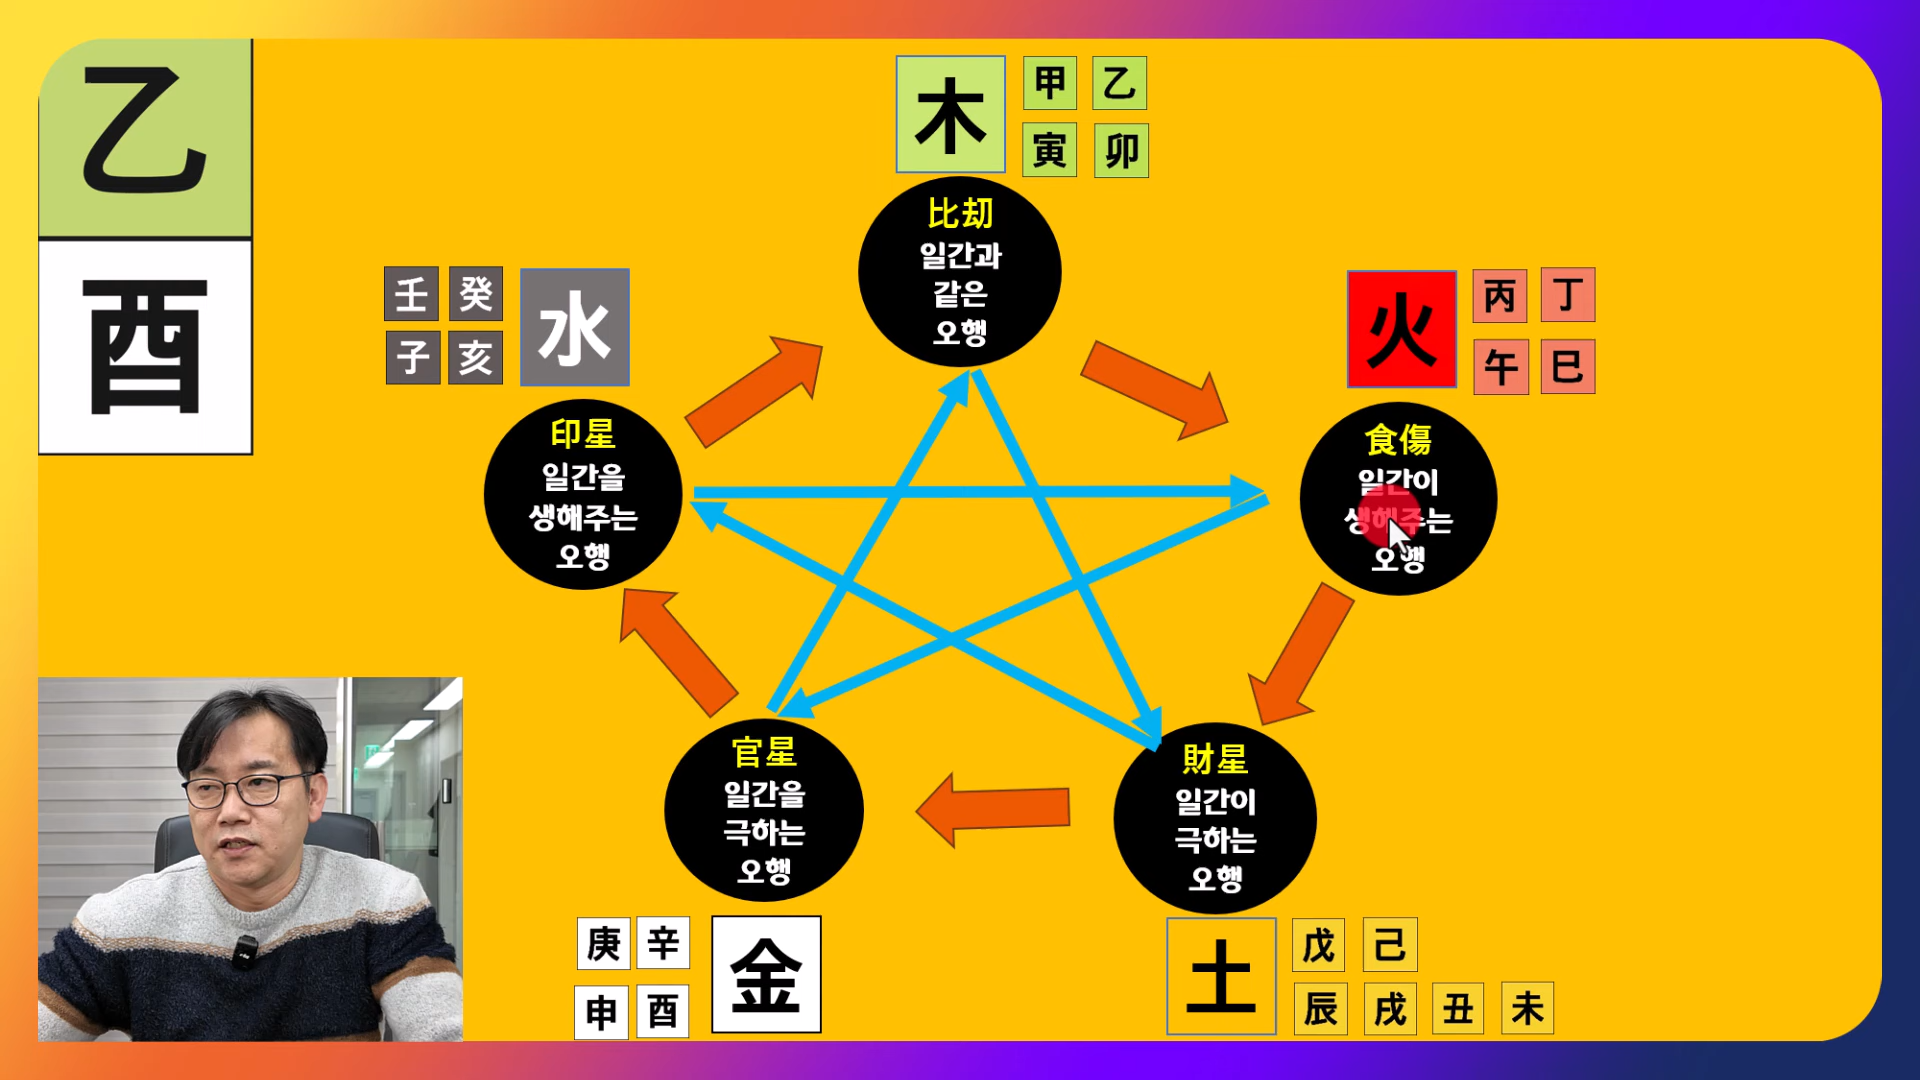 乙
酉
木
甲 乙
寅 卯
比劫
일간과
같은
오행
壬 癸
子 亥
水
印星
일간을
생해주는
오행
火
丙 丁
午 巳
食傷
일간이
생해주는
오행
官星
일간을
극하는
오행
庚 辛
申 酉
金
財星
일간이
극하는
오행
土
戊 己
辰 戌 丑 未